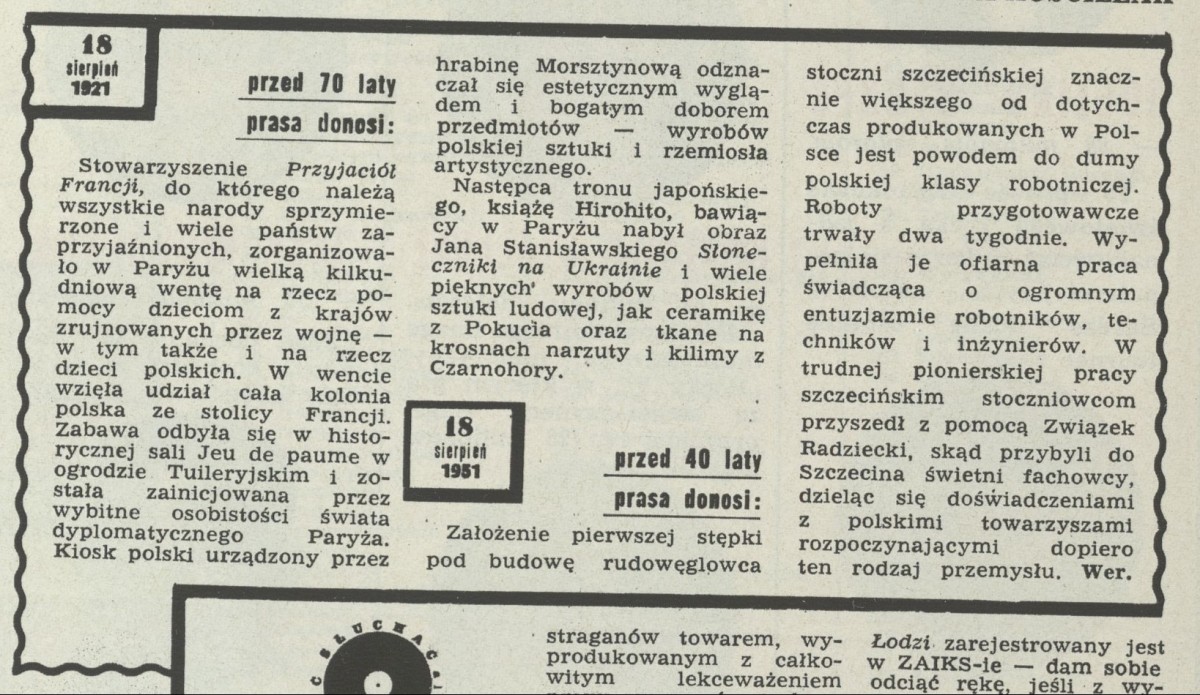 18
sierpień
1921
przed 70 laty
prasa donosi:
Stowarzyszenie Przyjaciół
Francji, do którego należą
wszystkie narody sprzymie-
rzone i wiele państw za-
przyjaźnionych, zorganizowa-
ło w Paryżu wielką kilku-
dniową wentę na rzecz po-
mocy dzieciom z krajów
zrujnowanych przez wojnę —
w tym także i na rzecz
dzieci polskich. W wencie
wzięła udział cała kolonia
polska ze stolicy Francji.
Zabawa odbyła się w histo-
rycznej sali Jeu de paume w
ogrodzie Tuileryjskim i zo-
stała zainicjowana przez
wybitne osobistości świata
dyplomatycznego Paryża.
Kiosk polski urządzony przez
hrabinę Morsztynową odzna-
czał się estetycznym wyglą-
dem i bogatym doborem
przedmiotów — wyrobów
polskiej sztuki i rzemiosła
artystycznego.
Następca tronu japońskie-
go, książę Hirohito, bawią-
cy w Paryżu nabył obraz
Jana Stanisławskiego Słone-
czniki na Ukrainie i wiele
pięknych wyrobów polskiej
sztuki ludowej, jak ceramikę
z Pokucia oraz tkane na
krosnach narzuty i kilimy z
Czarnohory.
18
sierpień
1951
przed 40 laty
prasa donosi:
Założenie pierwszej stępki
pod budowę rudowęglowca
stoczni szczecińskiej znacz-
nie większego od dotych-
czas produkowanych w Pol-
sce jest powodem do dumy
polskiej klasy robotniczej.
Roboty przygotowawcze
trwały dwa tygodnie. Wy-
pełniła je ofiarna praca
świadcząca o ogromnym
entuzjazmie robotników, te-
chników i inżynierów. W
trudnej pionierskiej pracy
szczecińskim stoczniowcom
przyszedł z pomocą Związek
Radziecki, skąd przybyli do
Szczecina świetni fachowcy,
dzieląc się doświadczeniami
z polskimi towarzyszami
rozpoczynającymi dopiero
ten rodzaj przemysłu. Wer.
SŁUCHA
straganów towarem, wy-
produkowanym z całko-
witym lekceważeniem
Łodzi zarejestrowany jest
w ZAIKS-ie — dam sobie
odciąć rękę, jeśli z wy-